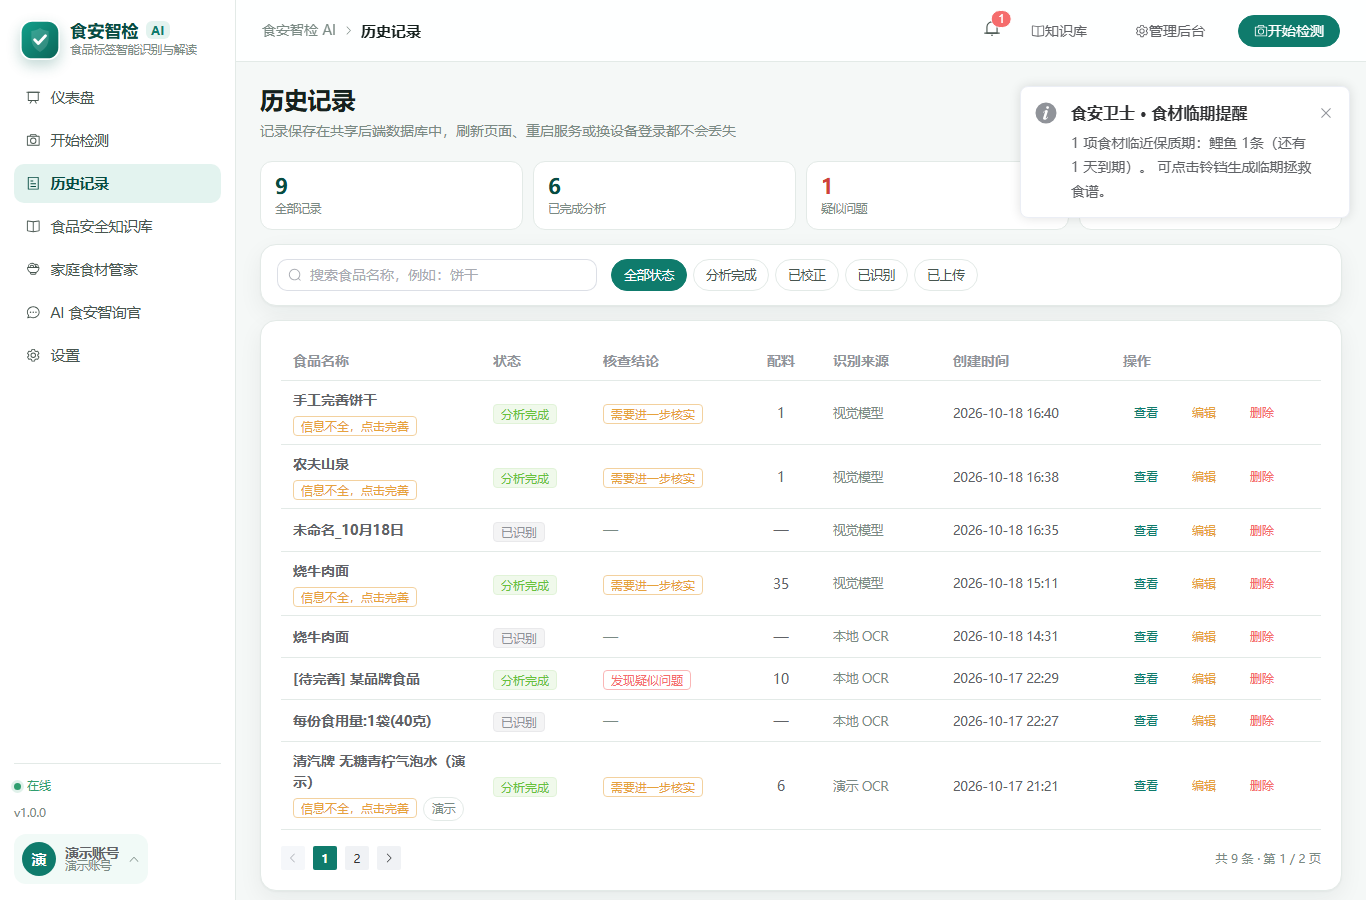 食安智检 AI
食品标签智能识别与解读
仪表盘
开始检测
历史记录
食品安全知识库
家庭食材管家
AI 食安智询官
设置
在线
v1.0.0
演
演示账号
演示账号
食安智检 AI > 历史记录
1
知识库
管理后台
开始检测
历史记录
记录保存在共享后端数据库中，刷新页面、重启服务或换设备登录都不会丢失
食安卫士 • 食材临期提醒
1 项食材临近保质期：鲤鱼 1条（还有
1 天到期）。 可点击铃铛生成临期拯救
食谱。
9
全部记录
6
已完成分析
1
疑似问题
搜索食品名称，例如：饼干
全部状态 分析完成 已校正 已识别 已上传
食品名称 状态 核查结论 配料 识别来源 创建时间 操作
手工完善饼干
信息不全，点击完善
分析完成 需要进一步核实 1 视觉模型 2026-10-18 16:40 查看 编辑 删除
农夫山泉
信息不全，点击完善
分析完成 需要进一步核实 1 视觉模型 2026-10-18 16:38 查看 编辑 删除
未命名_10月18日 已识别 — — 视觉模型 2026-10-18 16:35 查看 编辑 删除
烧牛肉面
信息不全，点击完善
分析完成 需要进一步核实 35 视觉模型 2026-10-18 15:11 查看 编辑 删除
烧牛肉面 已识别 — — 本地 OCR 2026-10-18 14:31 查看 编辑 删除
[待完善] 某品牌食品 分析完成 发现疑似问题 10 本地 OCR 2026-10-17 22:29 查看 编辑 删除
每份食用量:1袋(40克) 已识别 — — 本地 OCR 2026-10-17 22:27 查看 编辑 删除
清汽牌 无糖青柠气泡水（演
示）
信息不全，点击完善 演示
分析完成 需要进一步核实 6 演示 OCR 2026-10-17 21:21 查看 编辑 删除
1 2
共 9 条 · 第 1 / 2 页